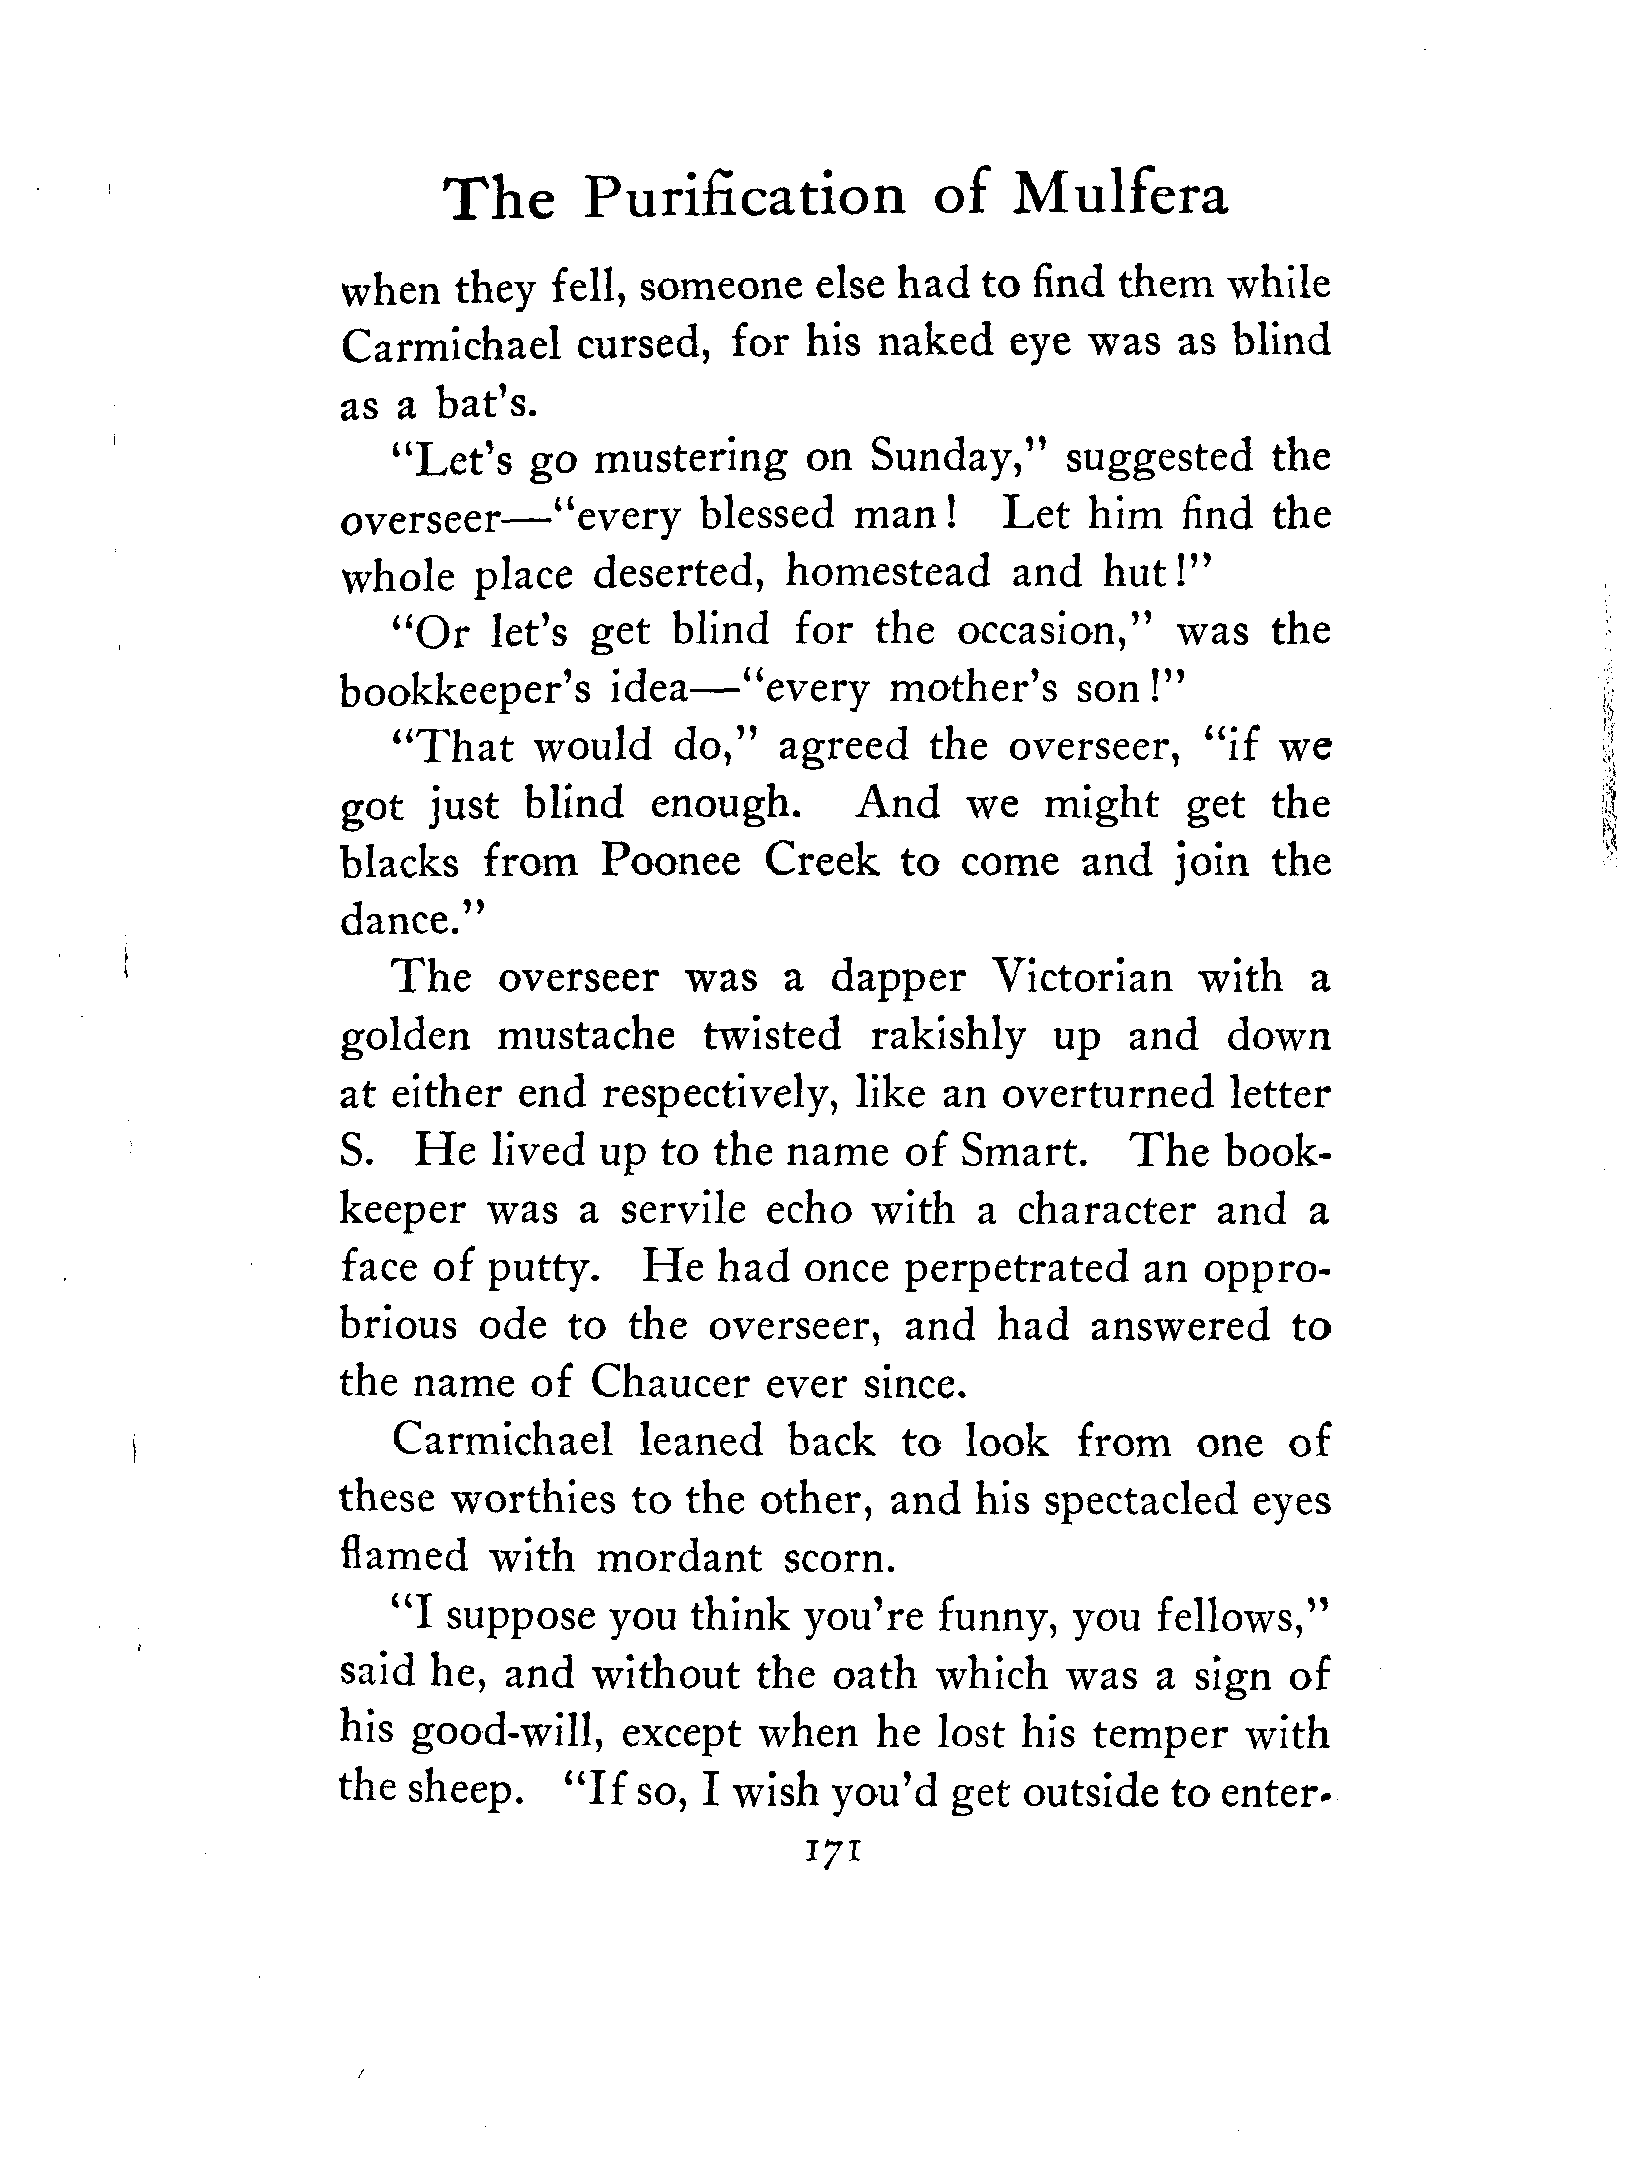 The Purification of Mulfera
when they fell, someone else had to find them while
Carmichael cursed, for his naked eye was as blind
as a bat's.
“Let's go mustering on Sunday,” suggested the
overseer—“every blessed man! Let him find the
whole place deserted, homestead and hut!”
“Or let's get blind for the occasion,” was the
bookkeeper's idea—“every mother's son!”
“That would do,” agreed the overseer, “if we
got just blind enough. And we might get the
blacks from Poonee Creek to come and join the
dance.”
The overseer was a dapper Victorian with a
golden mustache twisted rakishly up and down
at either end respectively, like an overturned letter
S. He lived up to the name of Smart. The book-
keeper was a servile echo with a character and a
face of putty. He had once perpetrated an oppro-
brious ode to the overseer, and had answered to
the name of Chaucer ever since.
Carmichael leaned back to look from one of
these worthies to the other, and his spectacled eyes
flamed with mordant scorn.
“I suppose you think you're funny, you fellows,”
said he, and without the oath which was a sign of
his good-will, except when he lost his temper with
the sheep. “If so, I wish you'd get outside to enter-
171